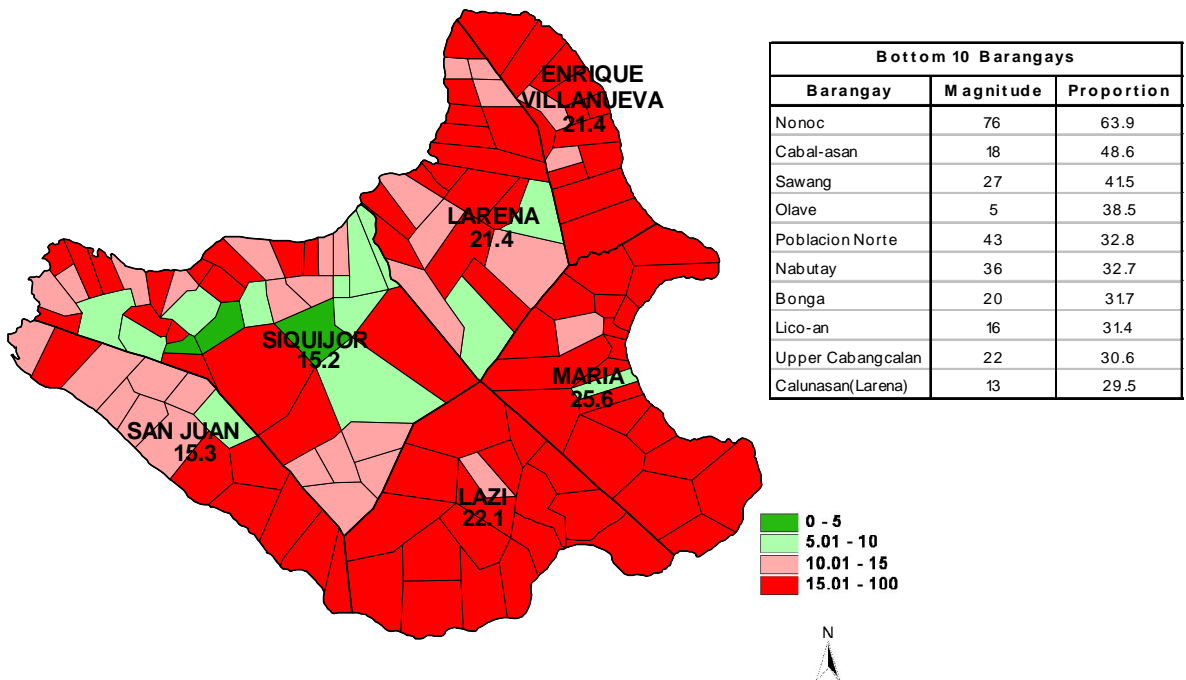 ENRIQUE
VILLANUEVA
21.4
LARENA
21.4
SIQUIJOR
15.2
MARIA
25.6
SAN JUAN
15.3
LAZI
22.1
Bottom 10 Barangays
Barangay Magnitude Proportion
Nonoc 76 63.9
Cabal-asan 18 48.6
Sawang 27 41.5
Olave 5 38.5
Poblacion Norte 43 32.8
Nabutay 36 32.7
Bonga 20 31.7
Lico-an 16 31.4
Upper Cabangcalan 22 30.6
Calunasan(Larena) 13 29.5
0 - 5
5.01 - 10
10.01 - 15
15.01 - 100
N